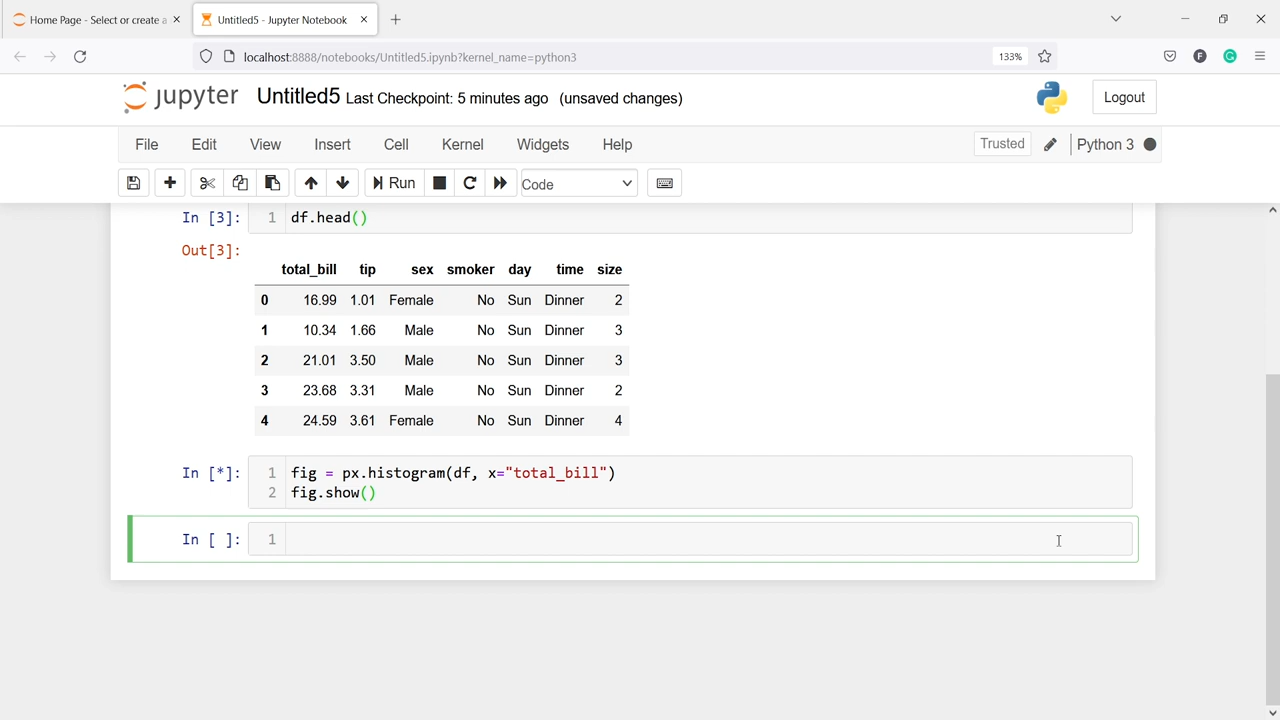 Home Page - Select or create a
Untitled5 - Jupyter Notebook
localhost:8888/notebooks/Untitled5.ipynb?kernel_name=python3
133%
F
G
jupyter Untitled5 Last Checkpoint: 5 minutes ago (unsaved changes)
Logout
File Edit View Insert Cell Kernel Widgets Help
Trusted
Python 3
Run
Code
In [3]: 1 df.head()
Out[3]:
total_bill tip sex smoker day time size
0 16.99 1.01 Female No Sun Dinner 2
1 10.34 1.66 Male No Sun Dinner 3
2 21.01 3.50 Male No Sun Dinner 3
3 23.68 3.31 Male No Sun Dinner 2
4 24.59 3.61 Female No Sun Dinner 4
In [*]: 1 fig = px.histogram(df, x="total_bill")
2 fig.show()
In [ ]: 1